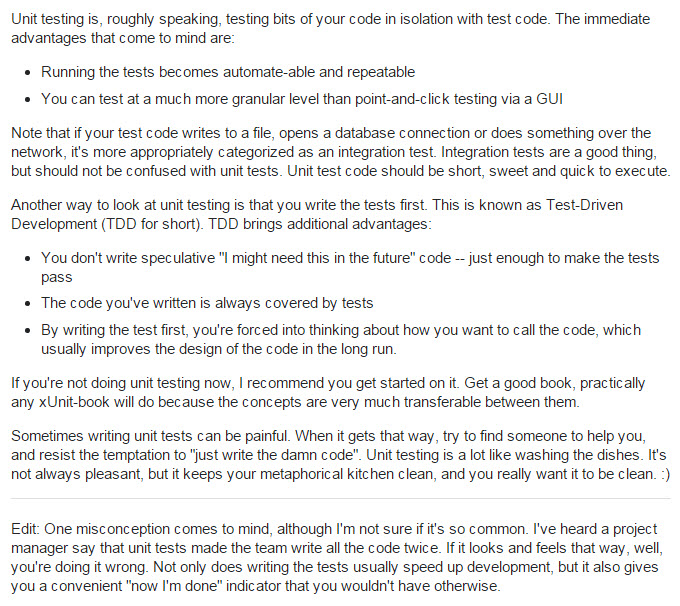 Unit testing is, roughly speaking, testing bits of your code in isolation with test code. The immediate
advantages that come to mind are:
• Running the tests becomes automate-able and repeatable
• You can test at a much more granular level than point-and-click testing via a GUI
Note that if your test code writes to a file, opens a database connection or does something over the
network, it's more appropriately categorized as an integration test. Integration tests are a good thing,
but should not be confused with unit tests. Unit test code should be short, sweet and quick to execute.
Another way to look at unit testing is that you write the tests first. This is known as Test-Driven
Development (TDD for short). TDD brings additional advantages:
• You don't write speculative "I might need this in the future" code -- just enough to make the tests
pass
• The code you've written is always covered by tests
• By writing the test first, you're forced into thinking about how you want to call the code, which
usually improves the design of the code in the long run.
If you're not doing unit testing now, I recommend you get started on it. Get a good book, practically
any xUnit-book will do because the concepts are very much transferable between them.
Sometimes writing unit tests can be painful. When it gets that way, try to find someone to help you,
and resist the temptation to "just write the damn code". Unit testing is a lot like washing the dishes. It's
not always pleasant, but it keeps your metaphorical kitchen clean, and you really want it to be clean. :)
Edit: One misconception comes to mind, although I'm not sure if it's so common. I've heard a project
manager say that unit tests made the team write all the code twice. If it looks and feels that way, well,
you're doing it wrong. Not only does writing the tests usually speed up development, but it also gives
you a convenient "now I'm done" indicator that you wouldn't have otherwise.